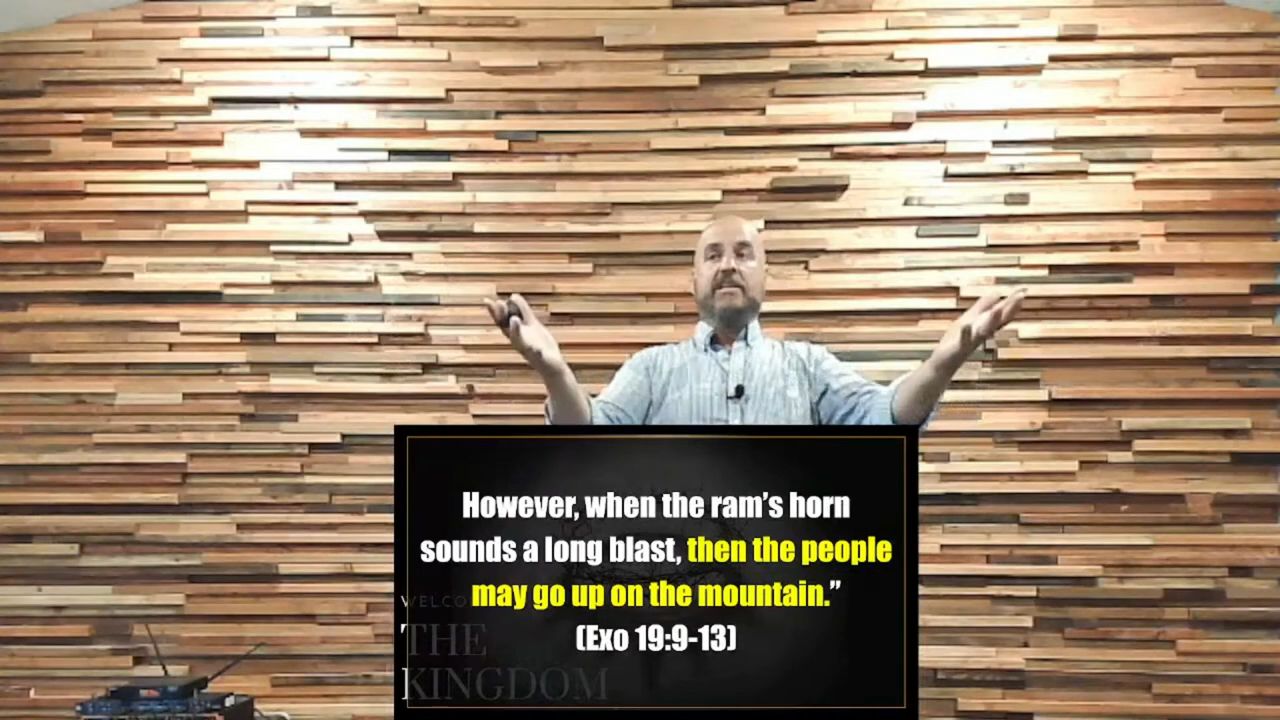 However, when the ram’s horn
sounds a long blast, then the people
may go up on the mountain.”
(Exo 19:9-13)
THE
KINGDOM